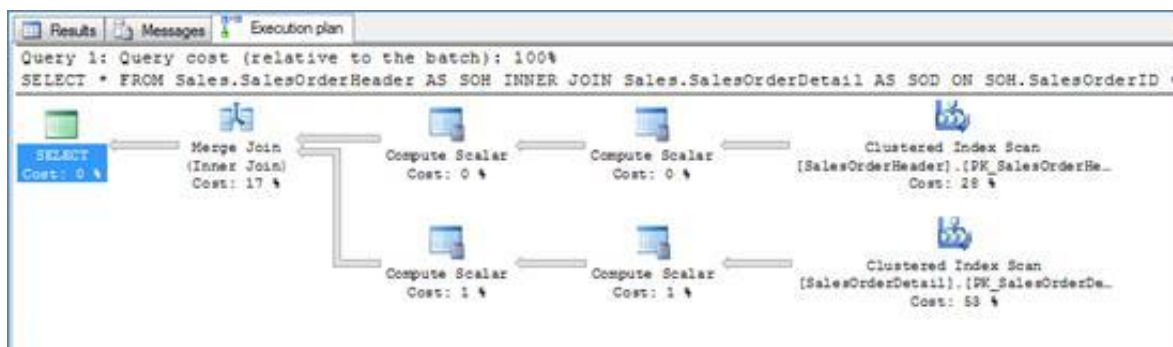 Results Messages Execution plan
Query 1: Query cost (relative to the batch): 100%
SELECT * FROM Sales.SalesOrderHeader AS SOH INNER JOIN Sales.SalesOrderDetail AS SOD ON SOH.SalesOrderID
SELECT
Cost: 0 %
Merge Join
(Inner Join)
Cost: 17 %
Compute Scalar
Cost: 0 %
Compute Scalar
Cost: 0 %
Clustered Index Scan
[SalesOrderHeader].[PK_SalesOrderHe…
Cost: 28 %
Compute Scalar
Cost: 1 %
Compute Scalar
Cost: 1 %
Clustered Index Scan
[SalesOrderDetail].[PK_SalesOrderDe…
Cost: 53 %